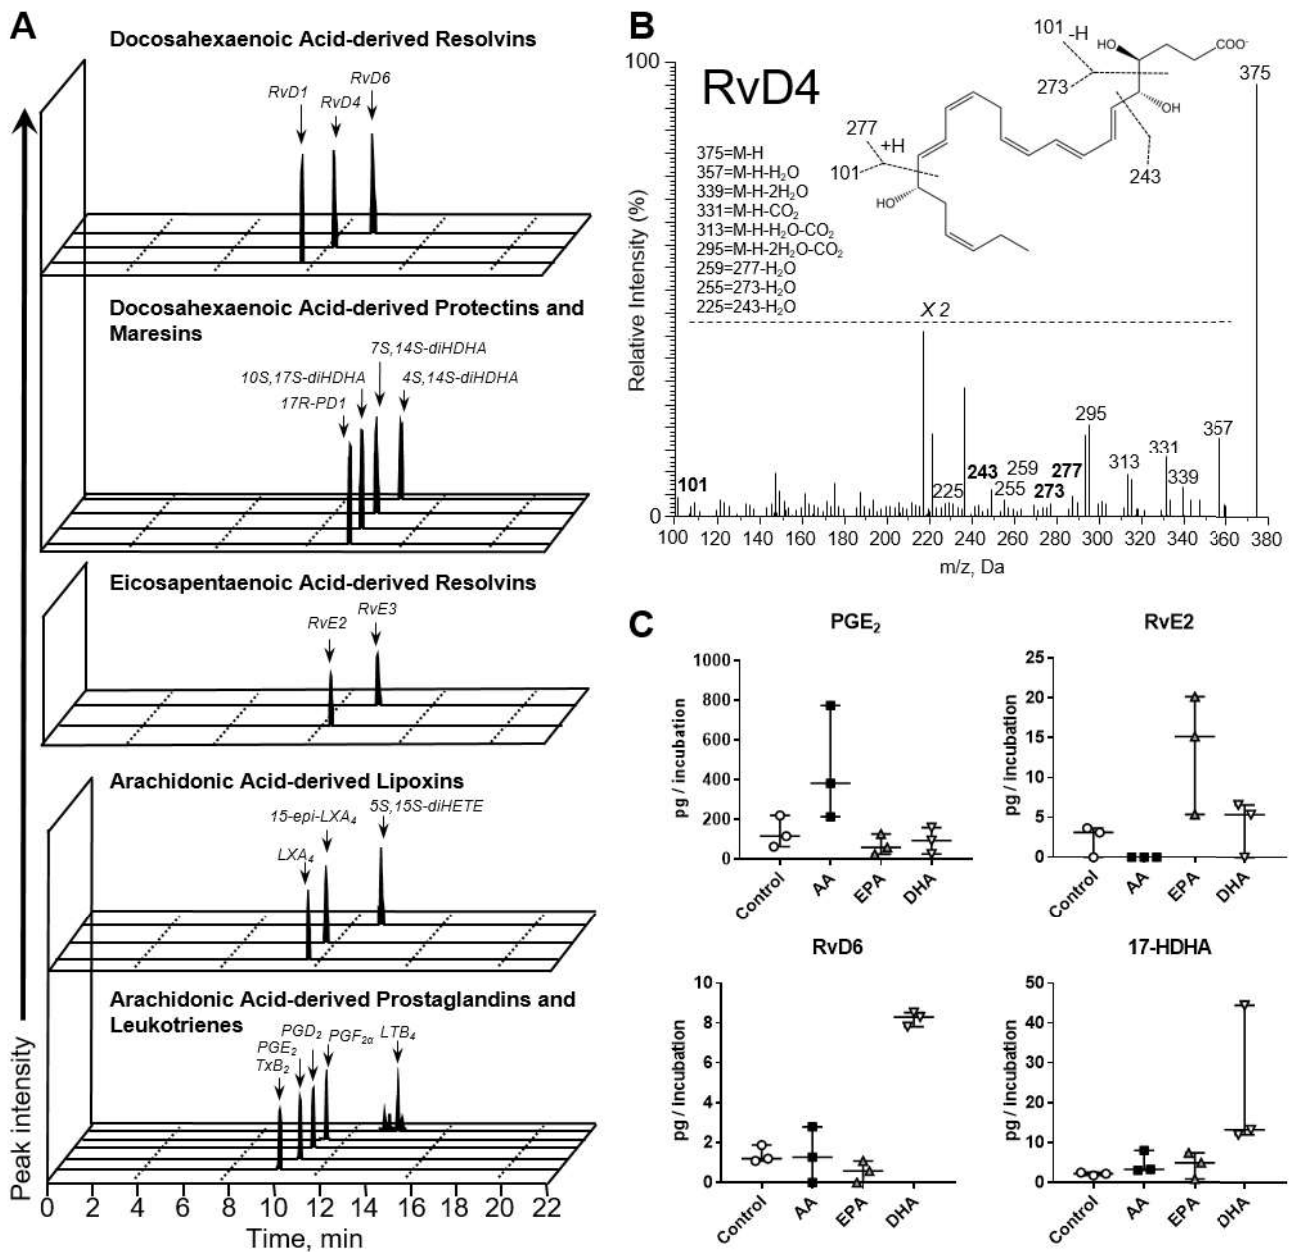 A
Docosahexaenoic Acid-derived Resolvins
RvD1
RvD4
RvD6
Docosahexaenoic Acid-derived Protectins and
Maresins
7S,14S-diHDHA
10S,17S-diHDHA
4S,14S-diHDHA
17R-PD1
Eicosapentaenoic Acid-derived Resolvins
RvE2
RvE3
Arachidonic Acid-derived Lipoxins
15-epi-LXA4
5S,15S-diHETE
LXA4
Arachidonic Acid-derived Prostaglandins and
Leukotrienes
PGD2
PGF2α
LTB4
PGE2
TxB2
Peak intensity
0 2 4 6 8 10 12 14 16 18 20 22
Time, min
B
RvD4
100
0
Relative Intensity (%)
375=M-H
357=M-H-H2O
339=M-H-2H2O
331=M-H-CO2
313=M-H-H2O-CO2
295=M-H-2H2O-CO2
259=277-H2O
255=273-H2O
225=243-H2O
101 -H
273
HO
COO-
OH
243
277
+H
101
HO
X 2
375
101
225
243
255
259
273
277
295
313
331
339
357
100 120 140 160 180 200 220 240 260 280 300 320 340 360 380
m/z, Da
C
PGE2
pg / incubation
1000
800
600
400
200
0
Control
AA
EPA
DHA
RvE2
pg / incubation
25
20
15
10
5
0
Control
AA
EPA
DHA
RvD6
pg / incubation
10
8
6
4
2
0
Control
AA
EPA
DHA
17-HDHA
pg / incubation
50
40
30
20
10
0
Control
AA
EPA
DHA